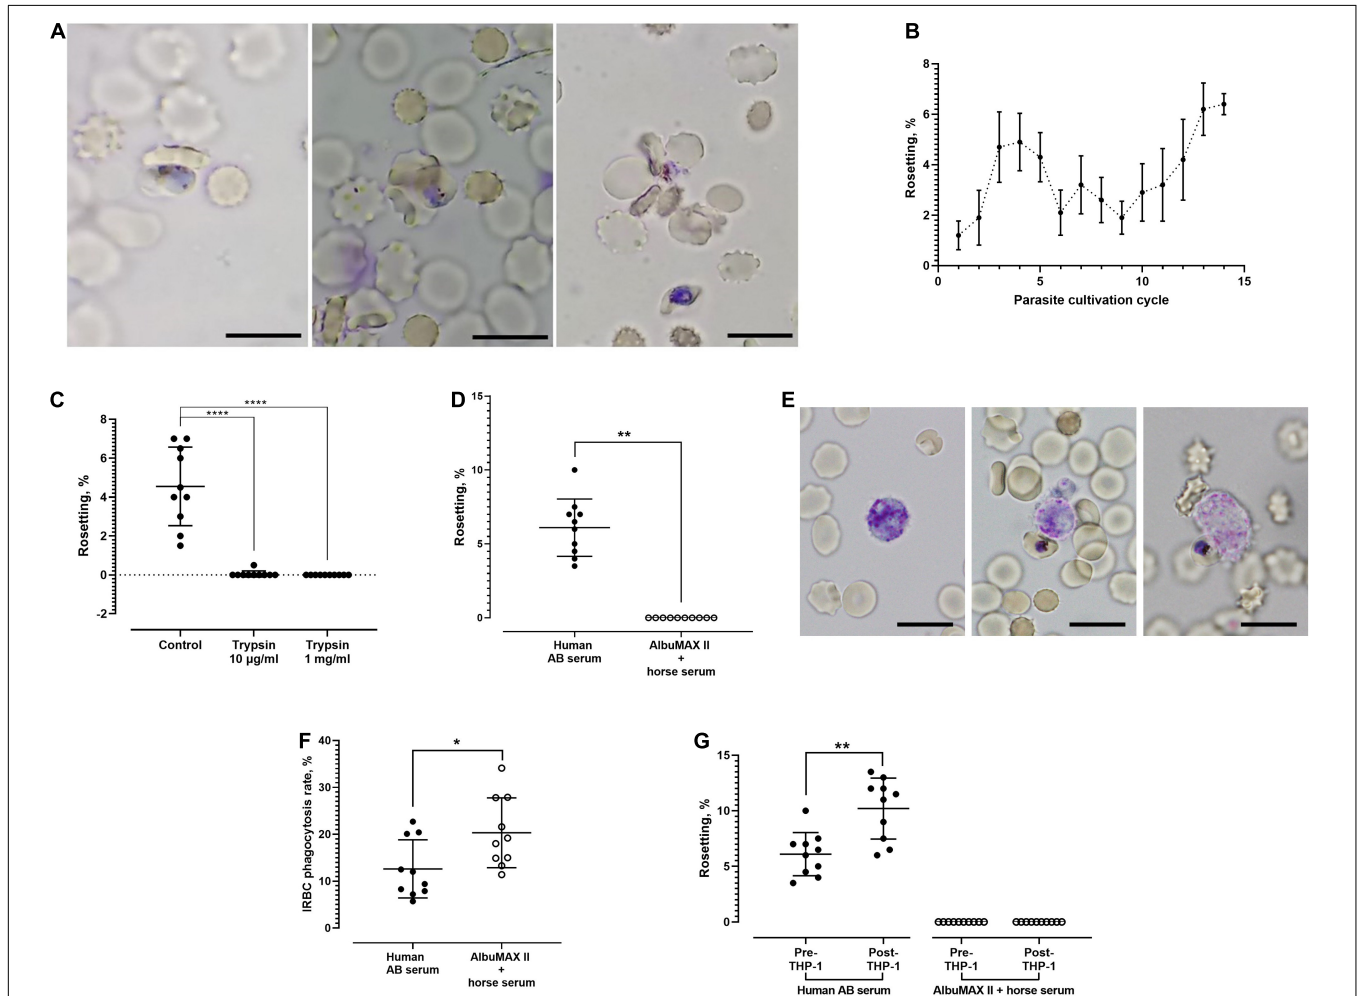 A
B
8
6
4
2
0
Rosetting, %
0
5
10
15
Parasite cultivation cycle
C
8
6
4
2
0
-2
Rosetting, %
****
****
Control
Trypsin
10 µg/ml
Trypsin
1 mg/ml
D
15
10
5
0
Rosetting, %
**
Human
AB serum
AlbuMAX II
+
horse serum
E
F
40
30
20
10
0
IRBC phagocytosis rate, %
*
Human
AB serum
AlbuMAX II
+
horse serum
G
15
10
5
0
Rosetting, %
**
Pre-
THP-1
Post-
THP-1
Pre-
THP-1
Post-
THP-1
Human AB serum
AlbuMAX II + horse serum